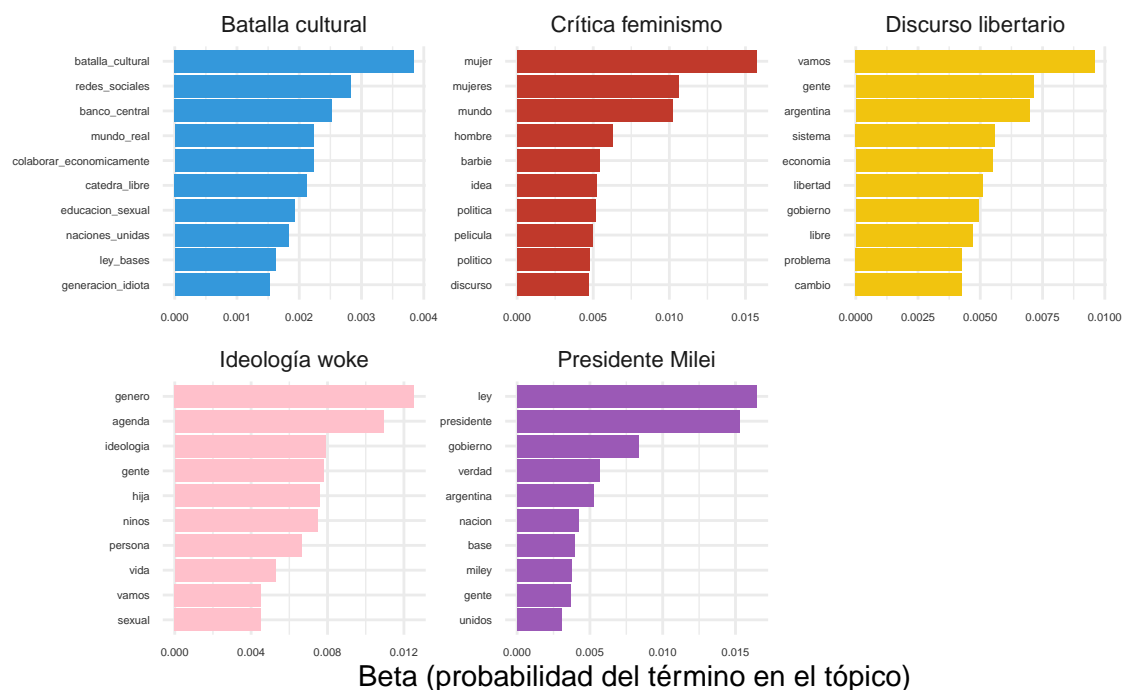 Batalla cultural
batalla_cultural
redes_sociales
banco_central
mundo_real
colaborar_economicamente
catedra_libre
educacion_sexual
naciones_unidas
ley_bases
generacion_idiota
0.000 0.001 0.002 0.003 0.004
Crítica feminismo
mujer
mujeres
mundo
hombre
barbie
idea
politica
pelicula
politico
discurso
0.000 0.005 0.010 0.015
Discurso libertario
vamos
gente
argentina
sistema
economia
libertad
gobierno
libre
problema
cambio
0.0000 0.0025 0.0050 0.0075 0.0100
Ideología woke
genero
agenda
ideologia
gente
hija
ninos
persona
vida
vamos
sexual
0.000 0.004 0.008 0.012
Presidente Milei
ley
presidente
gobierno
verdad
argentina
nacion
base
miley
gente
unidos
0.000 0.005 0.010 0.015
Beta (probabilidad del término en el tópico)